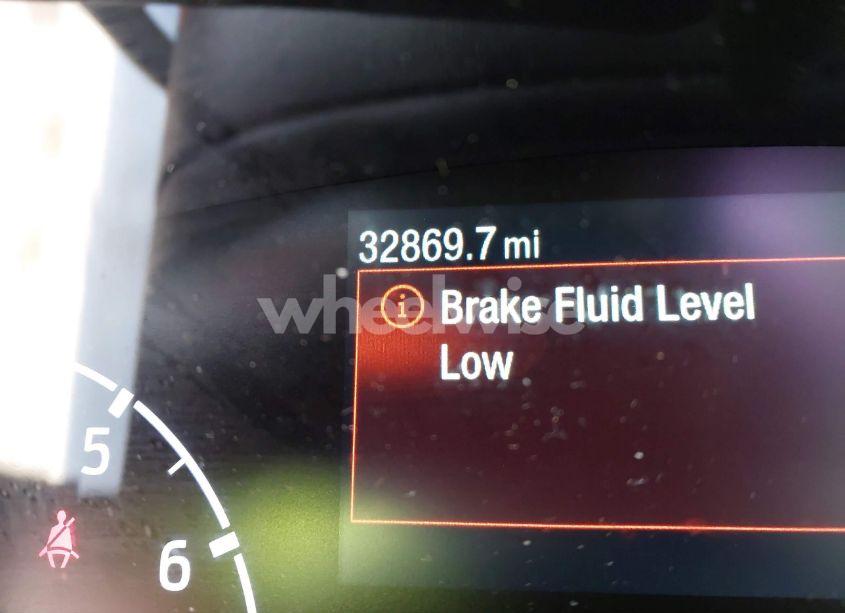 32869.7 mi
wheelwise
i Brake Fluid Level
Low
5
6